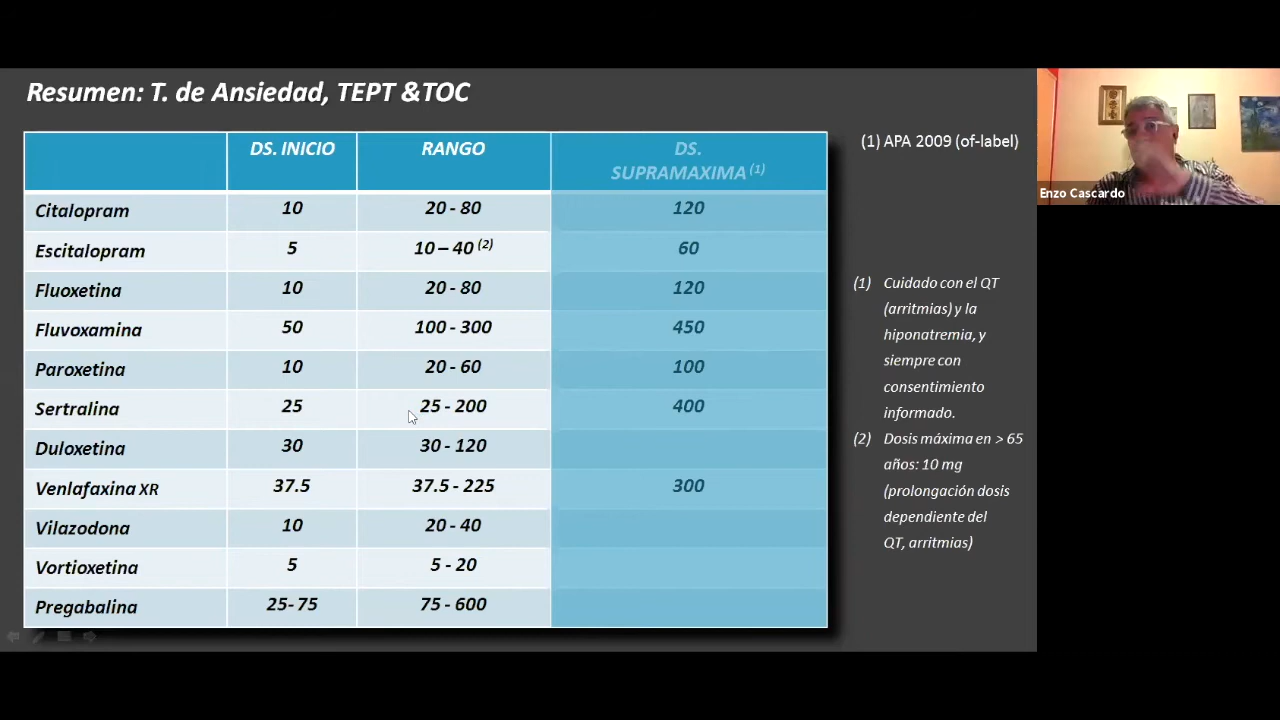 Resumen: T. de Ansiedad, TEPT &TOC
DS. INICIO RANGO DS. SUPRAMAXIMA (1)
Citalopram 10 20 - 80 120
Escitalopram 5 10 – 40 (2) 60
Fluoxetina 10 20 - 80 120
Fluvoxamina 50 100 - 300 450
Paroxetina 10 20 - 60 100
Sertralina 25 25 - 200 400
Duloxetina 30 30 - 120
Venlafaxina XR 37.5 37.5 - 225 300
Vilazodona 10 20 - 40
Vortioxetina 5 5 - 20
Pregabalina 25- 75 75 - 600
(1) APA 2009 (of-label)
(1) Cuidado con el QT
(arritmias) y la
hiponatremia, y
siempre con
consentimiento
informado.
(2) Dosis máxima en > 65
años: 10 mg
(prolongación dosis
dependiente del
QT, arritmias)
Enzo Cascardo